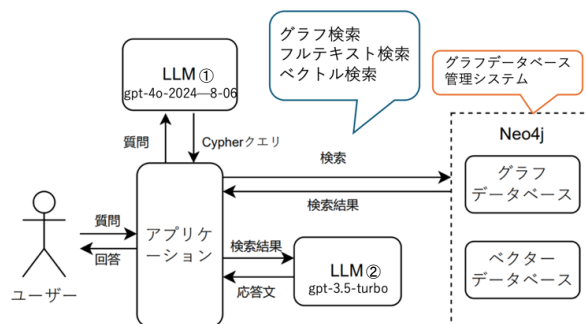 グラフ検索
フルテキスト検索
ベクトル検索
グラフデータベース
管理システム
LLM①
gpt-4o-2024—8-06
Neo4j
質問
Cypherクエリ
検索
検索結果
グラフ
データベース
質問
回答
アプリケ
ーション
検索結果
応答文
LLM②
gpt-3.5-turbo
ベクター
データベース
ユーザー